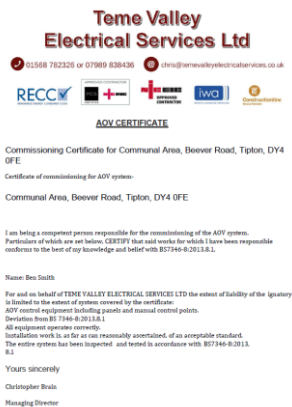 Teme Valley
Electrical Services Ltd
01568 782326 or 07989 838436 chris@temevalleyelectricalservices.co.uk
RECC
APPROVED CONTRACTOR
MCS
APPROVED
CONTRACTOR
iwa
Constructionline
AOV CERTIFICATE
Commissioning Certificate for Communal Area, Beever Road, Tipton, DY4
0FE
Certificate of commissioning for AOV system-
Communal Area, Beever Road, Tipton, DY4 0FE
I am being a competent person responsible for the commissioning of the AOV system.
Particulars of which are set below. CERTIFY that said works for which I have been responsible
conforms to the best of my knowledge and belief with BS7346-8:2013.8.1.
Name: Ben Smith
For and on behalf of TEME VALLEY ELECTRICAL SERVICES LTD the extent of liability of the ignatory
is limited to the extent of system covered by the certificate:
AOV control equipment including panels and manual control points.
Deviation from BS 7346-8:2013.8.1
All equipment operates correctly.
Installation work is, as far as can reasonably ascertained, of an acceptable standard.
The entire system has been inspected and tested in accordance with BS7346-8:2013.
8.1
Yours sincerely
Christopher Brain
Managing Director